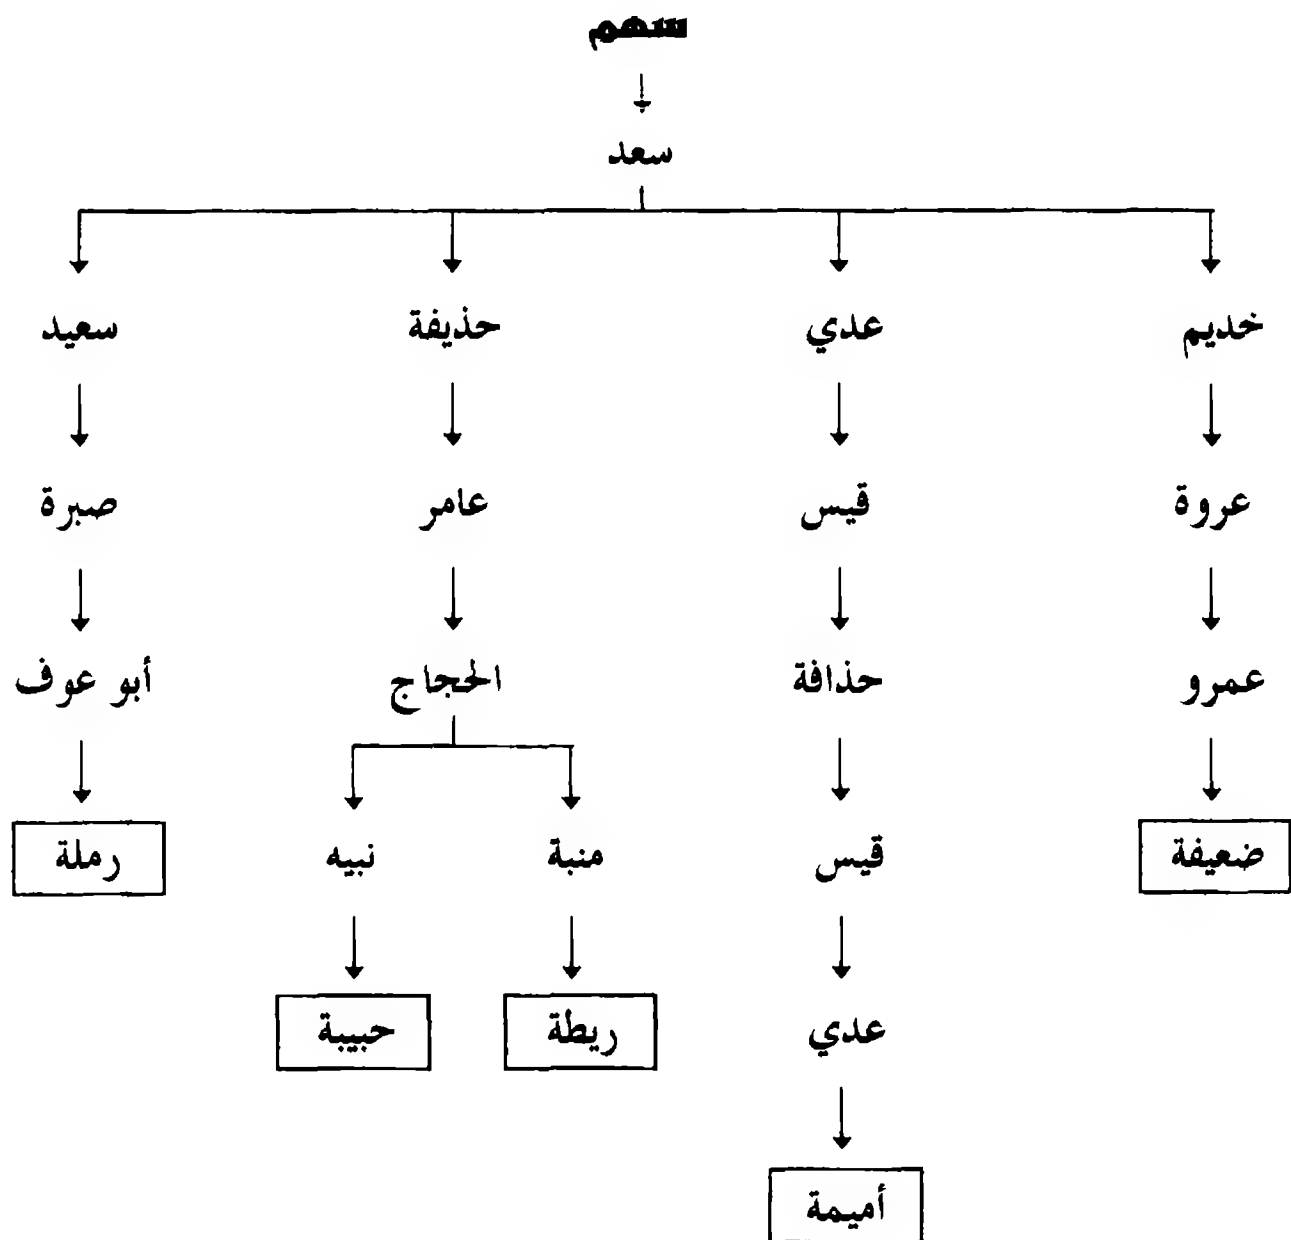 سهم
سعد
خديم عدي حذيفة سعيد
عروة قيس عامر صبرة
عمرو حذافة الحجاج أبو عوف
ضعيفة قيس منبة نبيه رملة
عدي ريطة حبيبة
أميمة